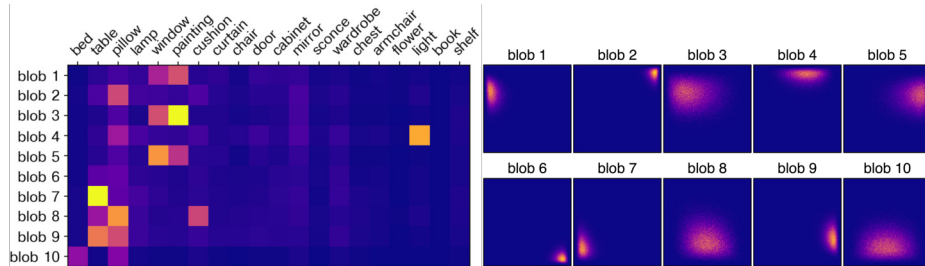 bed
table
pillow
lamp
window
painting
cushion
curtain
chair
door
cabinet
mirror
sconce
wardrobe
chest
armchair
flower
light
book
shelf
blob 1
blob 2
blob 3
blob 4
blob 5
blob 6
blob 7
blob 8
blob 9
blob 10
blob 1 blob 2 blob 3 blob 4 blob 5
blob 6 blob 7 blob 8 blob 9 blob 10